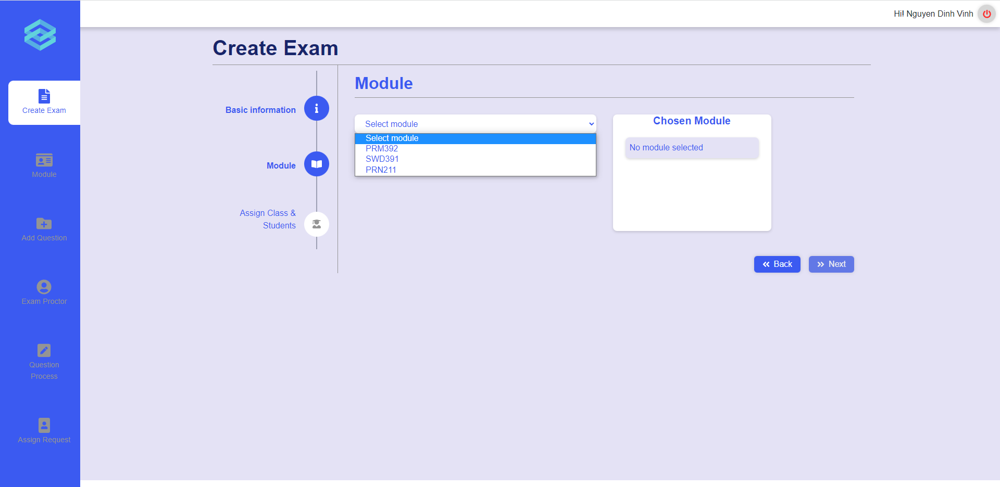 Hi! Nguyen Dinh Vinh
Create Exam
Module
Add Question
Exam Proctor
Question
Process
Assign Request
Create Exam
Basic information
Module
Assign Class &
Students
Module
Select module
Select module
PRM392
SWD391
PRN211
Chosen Module
No module selected
Back
Next